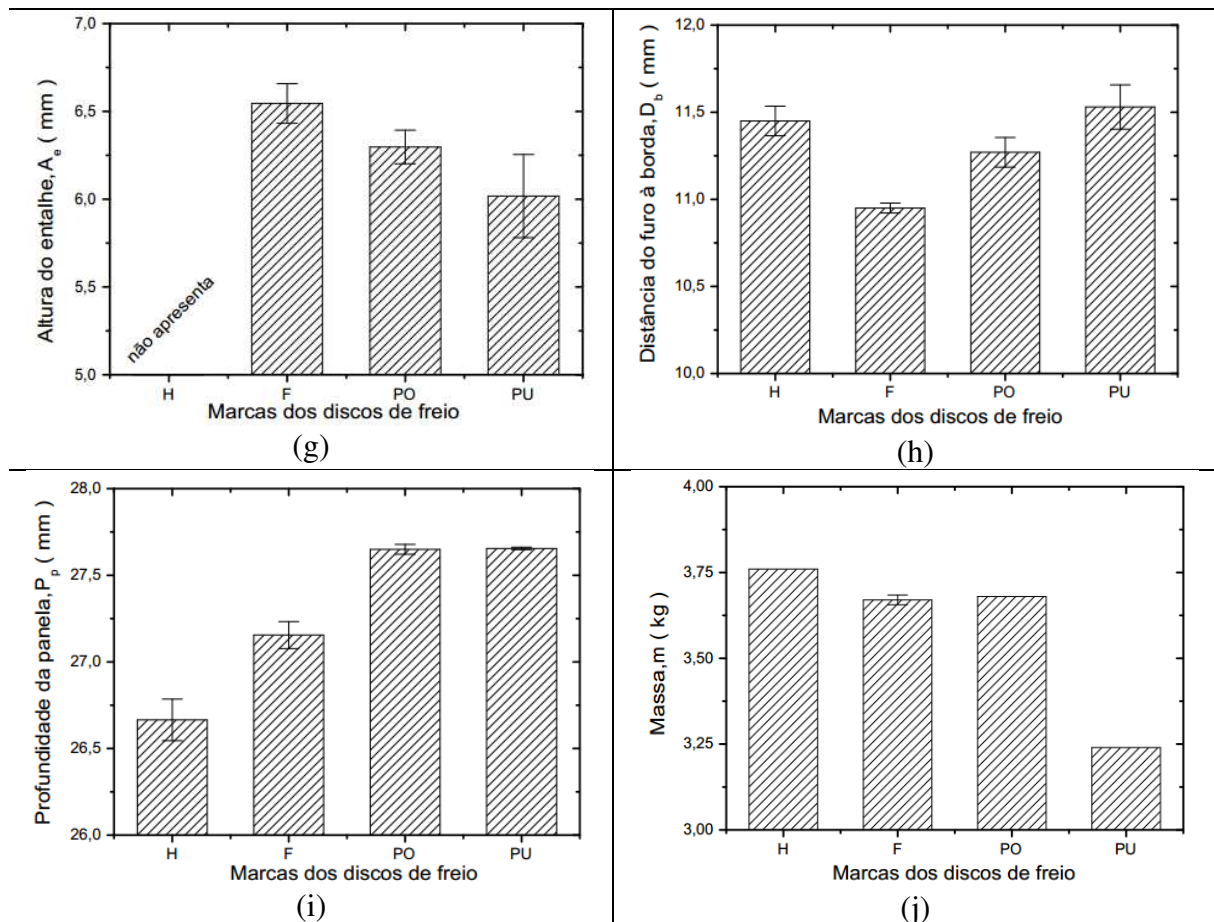 7,0
6,5
6,0
5,5
5,0
Altura do entalhe, A_e ( mm )
não apresenta
H F PO PU
Marcas dos discos de freio
(g)
12,0
11,5
11,0
10,5
10,0
Distância do furo à borda, D_b ( mm )
H F PO PU
Marcas dos discos de freio
(h)
28,0
27,5
27,0
26,5
26,0
Profundidade da panela, P_p ( mm )
H F PO PU
Marcas dos discos de freio
(i)
4,00
3,75
3,50
3,25
3,00
Massa, m ( kg )
H F PO PU
Marcas dos discos de freio
(j)